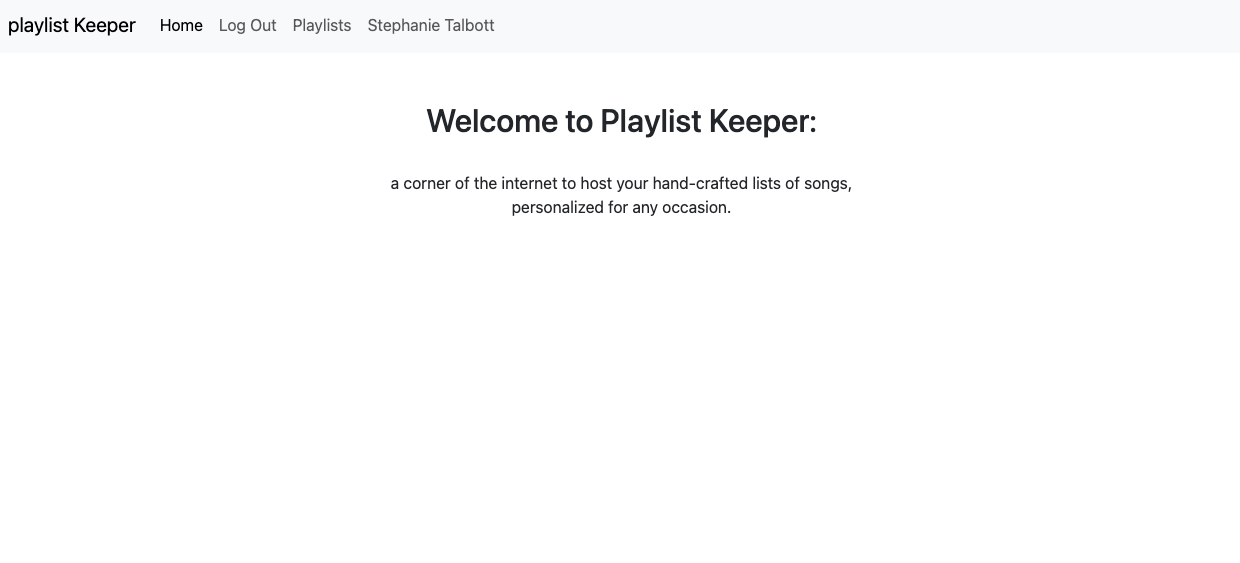 playlist Keeper Home Log Out Playlists Stephanie Talbott
Welcome to Playlist Keeper:
a corner of the internet to host your hand-crafted lists of songs,
personalized for any occasion.